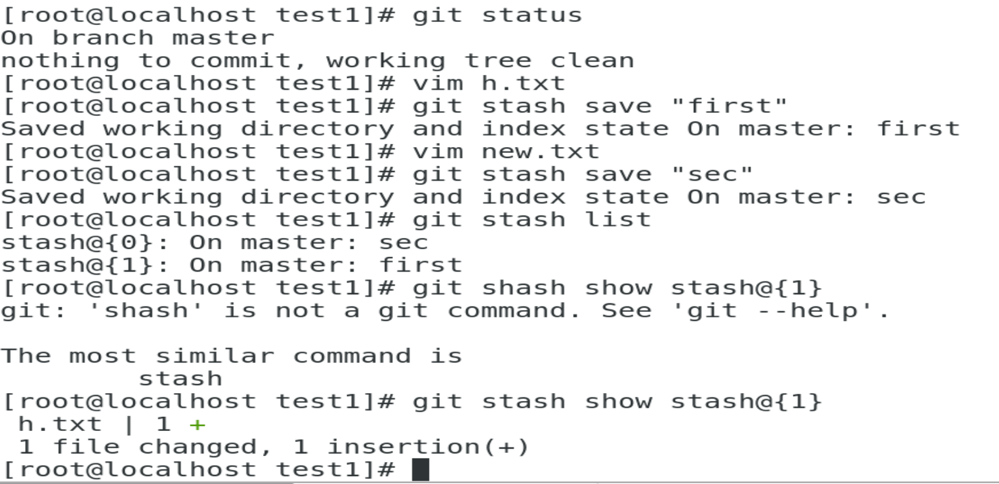 [root@localhost test1]# git status
On branch master
nothing to commit, working tree clean
[root@localhost test1]# vim h.txt
[root@localhost test1]# git stash save "first"
Saved working directory and index state On master: first
[root@localhost test1]# vim new.txt
[root@localhost test1]# git stash save "sec"
Saved working directory and index state On master: sec
[root@localhost test1]# git stash list
stash@{0}: On master: sec
stash@{1}: On master: first
[root@localhost test1]# git shash show stash@{1}
git: 'shash' is not a git command. See 'git --help'.
The most similar command is
        stash
[root@localhost test1]# git stash show stash@{1}
 h.txt | 1 +
 1 file changed, 1 insertion(+)
[root@localhost test1]#